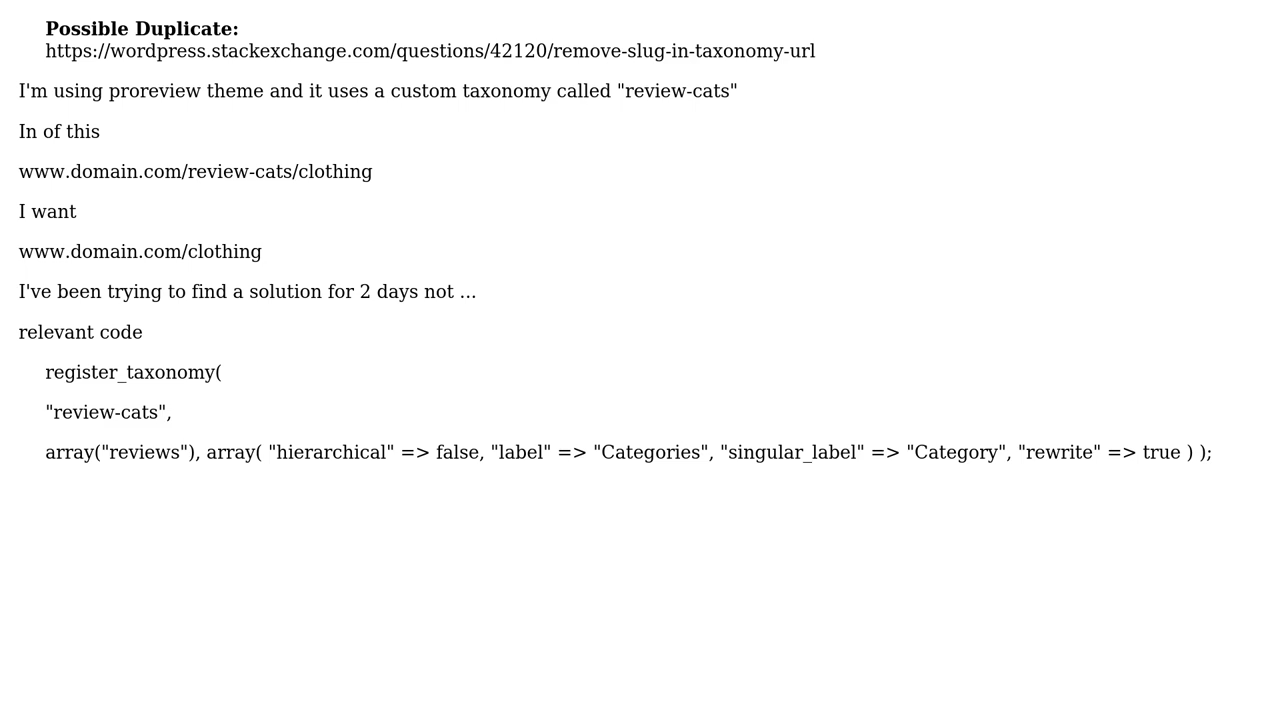 Possible Duplicate:
https://wordpress.stackexchange.com/questions/42120/remove-slug-in-taxonomy-url
I'm using proreview theme and it uses a custom taxonomy called "review-cats"
In of this
www.domain.com/review-cats/clothing
I want
www.domain.com/clothing
I've been trying to find a solution for 2 days not ...
relevant code
register_taxonomy(
"review-cats",
array("reviews"), array( "hierarchical" => false, "label" => "Categories", "singular_label" => "Category", "rewrite" => true ) );